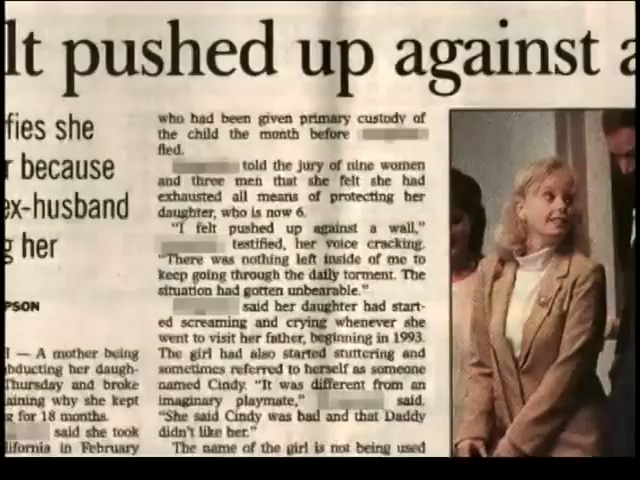 lt pushed up against a
fies she
r because
ex-husband
g her
PSON
I — A mother being
bducting her daugh-
Thursday and broke
aining why she kept
g for 18 months.
said she took
lifornia in February
who had been given primary custody of
the child the month before
fled.
told the jury of nine women
and three men that she felt she had
exhausted all means of protecting her
daughter, who is now 6.
"I felt pushed up against a wall,"
testified, her voice cracking.
"There was nothing left inside of me to
keep going through the daily torment. The
situation had gotten unbearable."
said her daughter had start-
ed screaming and crying whenever she
went to visit her father, beginning in 1993.
The girl had also started stuttering and
sometimes referred to herself as someone
named Cindy. "It was different from an
imaginary playmate," said.
"She said Cindy was bad and that Daddy
didn't like her."
The name of the girl is not being used